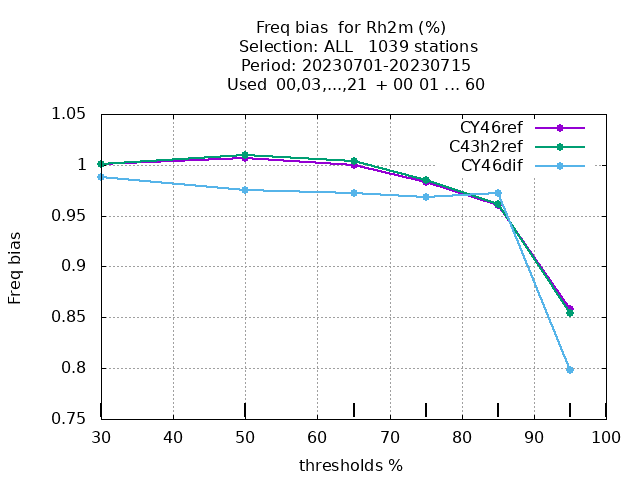 Freq bias  for Rh2m (%)
Selection: ALL   1039 stations
Period: 20230701-20230715
Used  00,03,...,21  + 00 01 ... 60
CY46ref
C43h2ref
CY46dif
1.05
1
0.95
0.9
0.85
0.8
0.75
Freq bias
30 40 50 60 70 80 90 100
thresholds %